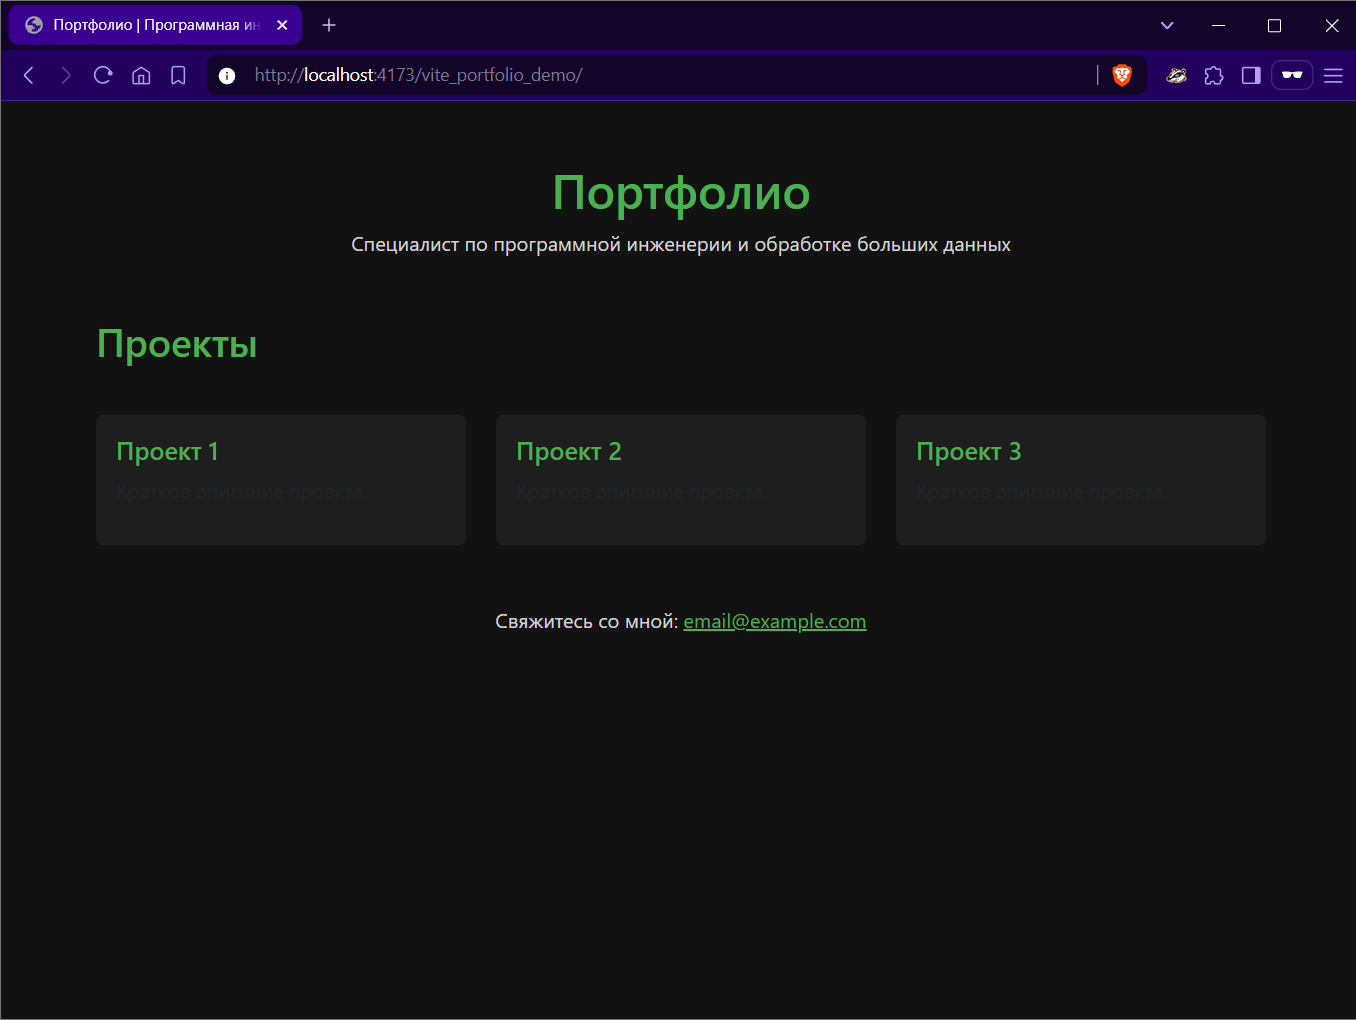 Портфолио | Программная ин
http://localhost:4173/vite_portfolio_demo/
Портфолио
Специалист по программной инженерии и обработке больших данных
Проекты
Проект 1
Краткое описание проекта.
Проект 2
Краткое описание проекта.
Проект 3
Краткое описание проекта.
Свяжитесь со мной: email@example.com